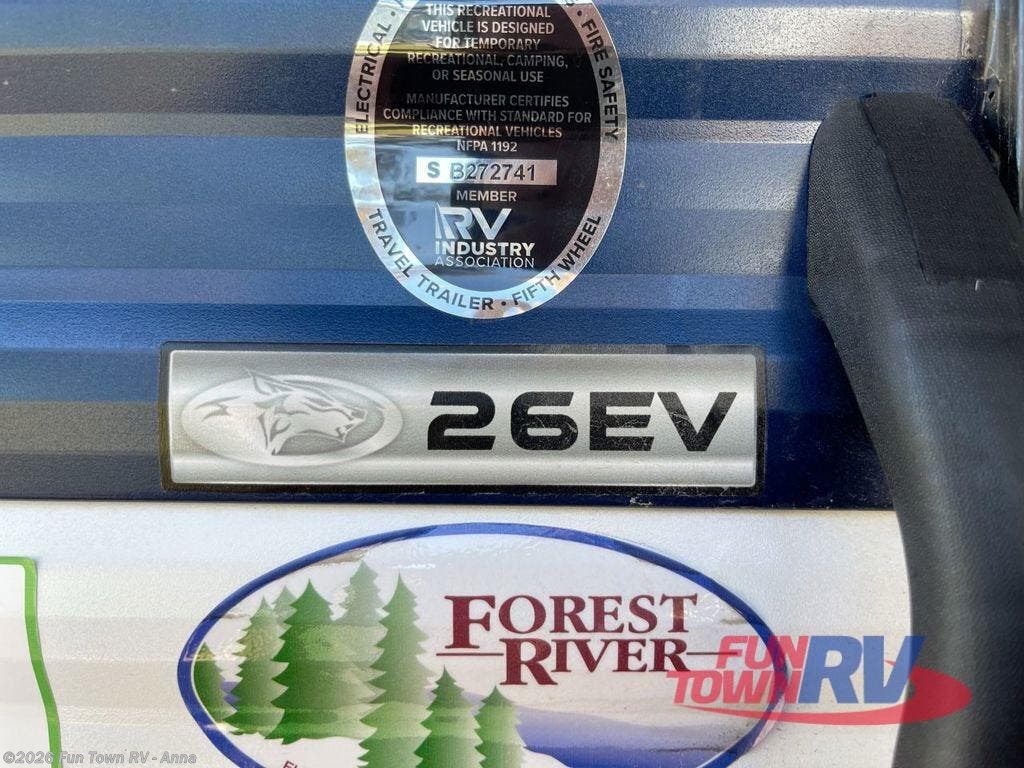 THIS RECREATIONAL
VEHICLE IS DESIGNED
FOR TEMPORARY
RECREATIONAL, CAMPING,
OR SEASONAL USE
MANUFACTURER CERTIFIES
COMPLIANCE WITH STANDARD FOR
RECREATIONAL VEHICLES
NFPA 1192
S B272741
MEMBER
RV
INDUSTRY
ASSOCIATION
ELECTRICAL •
• FIRE SAFETY
TRAVEL TRAILER • FIFTH WHEEL
26EV
FOREST
RIVER
FUN
TOWN RV
©2026 Fun Town RV - Anna